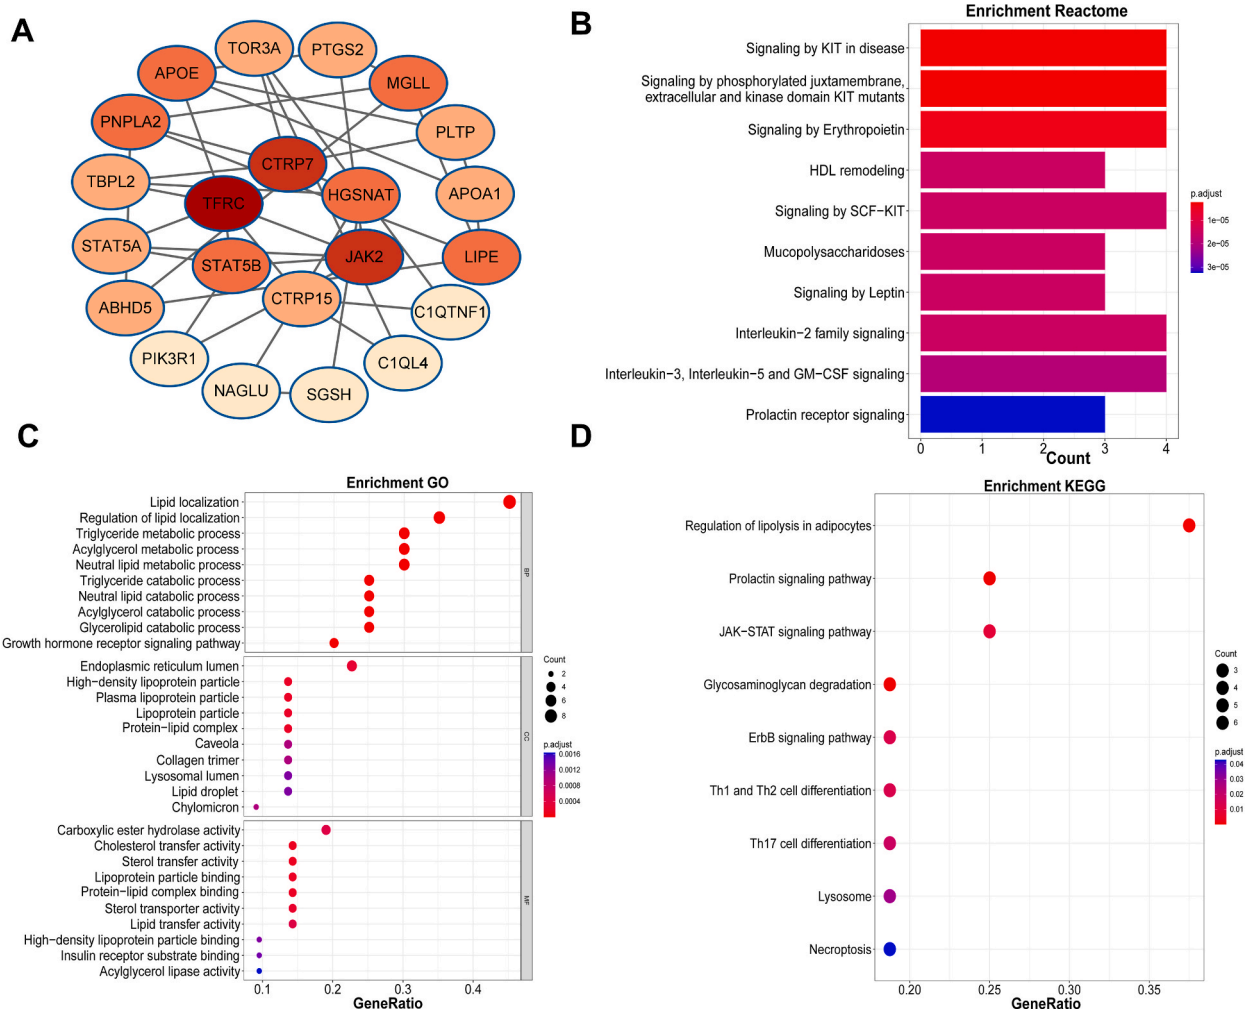 A
TOR3A
PTGS2
APOE
MGLL
PNPLA2
PLTP
CTRP7
TBPL2
HGSNAT
APOA1
TFRC
STAT5A
STAT5B
JAK2
LIPE
ABHD5
CTRP15
C1QTNF1
PIK3R1
C1QL4
NAGLU
SGSH
B
Enrichment Reactome
Signaling by KIT in disease
Signaling by phosphorylated juxtamembrane,
extracellular and kinase domain KIT mutants
Signaling by Erythropoietin
HDL remodeling
Signaling by SCF−KIT
Mucopolysaccharidoses
Signaling by Leptin
Interleukin−2 family signaling
Interleukin−3, Interleukin−5 and GM−CSF signaling
Prolactin receptor signaling
0 1 2 3 4
Count
p.adjust
1e−05
2e−05
3e−05
C
Enrichment GO
Lipid localization
Regulation of lipid localization
Triglyceride metabolic process
Acylglycerol metabolic process
Neutral lipid metabolic process
Triglyceride catabolic process
Neutral lipid catabolic process
Acylglycerol catabolic process
Glycerolipid catabolic process
Growth hormone receptor signaling pathway
BP
Endoplasmic reticulum lumen
High−density lipoprotein particle
Plasma lipoprotein particle
Lipoprotein particle
Protein−lipid complex
Caveola
Collagen trimer
Lysosomal lumen
Lipid droplet
Chylomicron
CC
Carboxylic ester hydrolase activity
Cholesterol transfer activity
Sterol transfer activity
Lipoprotein particle binding
Protein−lipid complex binding
Sterol transporter activity
Lipid transfer activity
High−density lipoprotein particle binding
Insulin receptor substrate binding
Acylglycerol lipase activity
MF
0.1 0.2 0.3 0.4
GeneRatio
Count
2
4
6
8
p.adjust
0.0016
0.0012
0.0008
0.0004
D
Enrichment KEGG
Regulation of lipolysis in adipocytes
Prolactin signaling pathway
JAK−STAT signaling pathway
Glycosaminoglycan degradation
ErbB signaling pathway
Th1 and Th2 cell differentiation
Th17 cell differentiation
Lysosome
Necroptosis
0.20 0.25 0.30 0.35
GeneRatio
Count
3
4
5
6
p.adjust
0.04
0.03
0.02
0.01